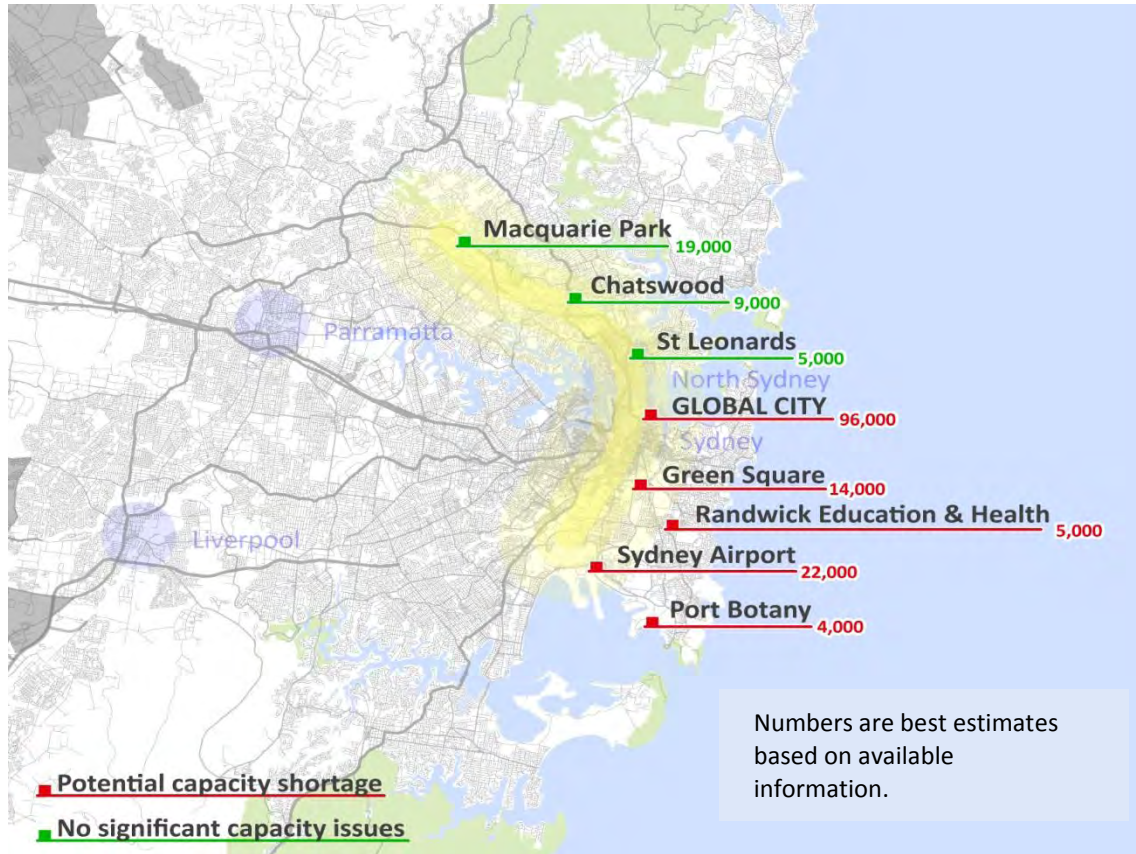 Macquarie Park
19,000
Chatswood
9,000
Parramatta
St Leonards
5,000
North Sydney
GLOBAL CITY
96,000
Sydney
Green Square
14,000
Randwick Education & Health
5,000
Liverpool
Sydney Airport
22,000
Port Botany
4,000
Numbers are best estimates
based on available
information.
Potential capacity shortage
No significant capacity issues